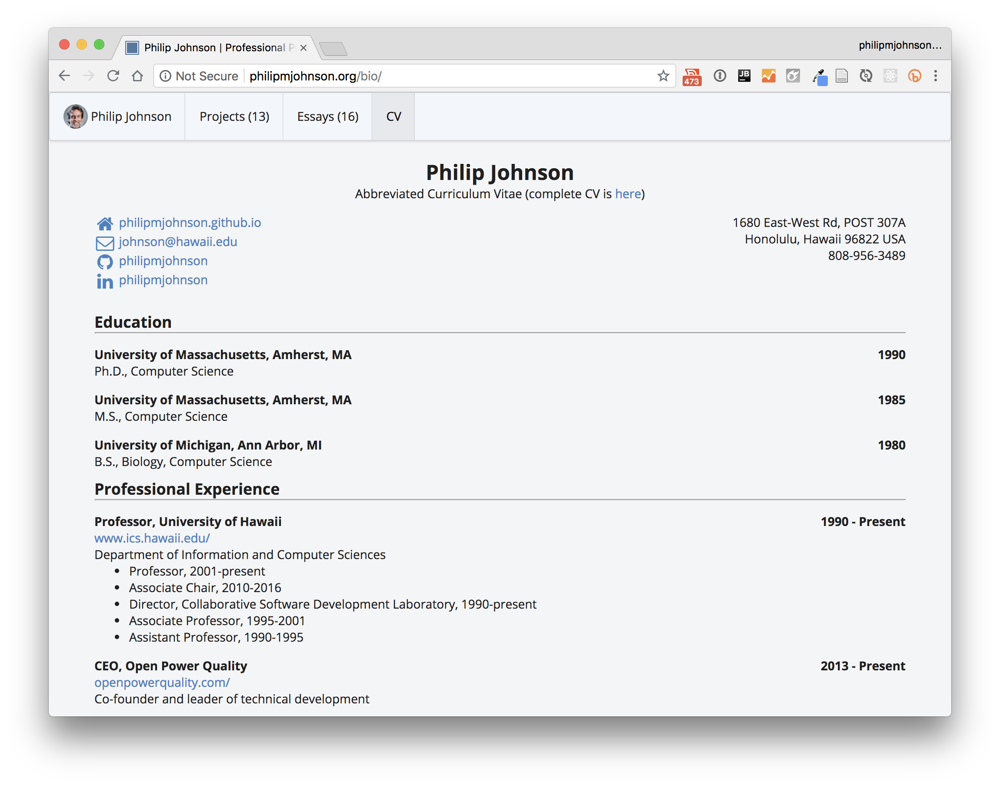 Philip Johnson | Professional P
philipmjohnson...
Not Secure philipmjohnson.org/bio/
473
JB
Philip Johnson Projects (13) Essays (16) CV
Philip Johnson
Abbreviated Curriculum Vitae (complete CV is here)
philipmjohnson.github.io
johnson@hawaii.edu
philipmjohnson
in philipmjohnson
1680 East-West Rd, POST 307A
Honolulu, Hawaii 96822 USA
808-956-3489
Education
University of Massachusetts, Amherst, MA 1990
Ph.D., Computer Science
University of Massachusetts, Amherst, MA 1985
M.S., Computer Science
University of Michigan, Ann Arbor, MI 1980
B.S., Biology, Computer Science
Professional Experience
Professor, University of Hawaii 1990 - Present
www.ics.hawaii.edu/
Department of Information and Computer Sciences
• Professor, 2001-present
• Associate Chair, 2010-2016
• Director, Collaborative Software Development Laboratory, 1990-present
• Associate Professor, 1995-2001
• Assistant Professor, 1990-1995
CEO, Open Power Quality 2013 - Present
openpowerquality.com/
Co-founder and leader of technical development